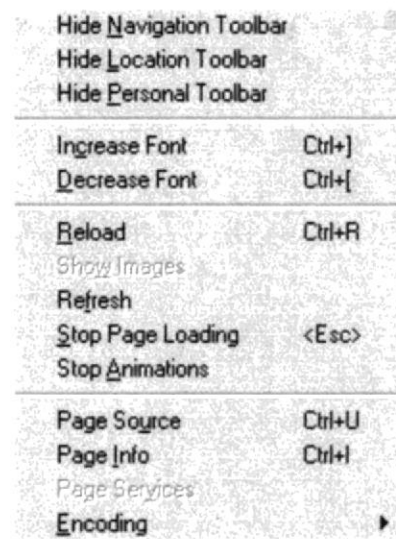 Hide Navigation Toolbar
Hide Location Toolbar
Hide Personal Toolbar
Increase Font Ctrl+]
Decrease Font Ctrl+[
Reload Ctrl+R
Show Images
Refresh
Stop Page Loading <Esc>
Stop Animations
Page Source Ctrl+U
Page Info Ctrl+I
Page Services
Encoding